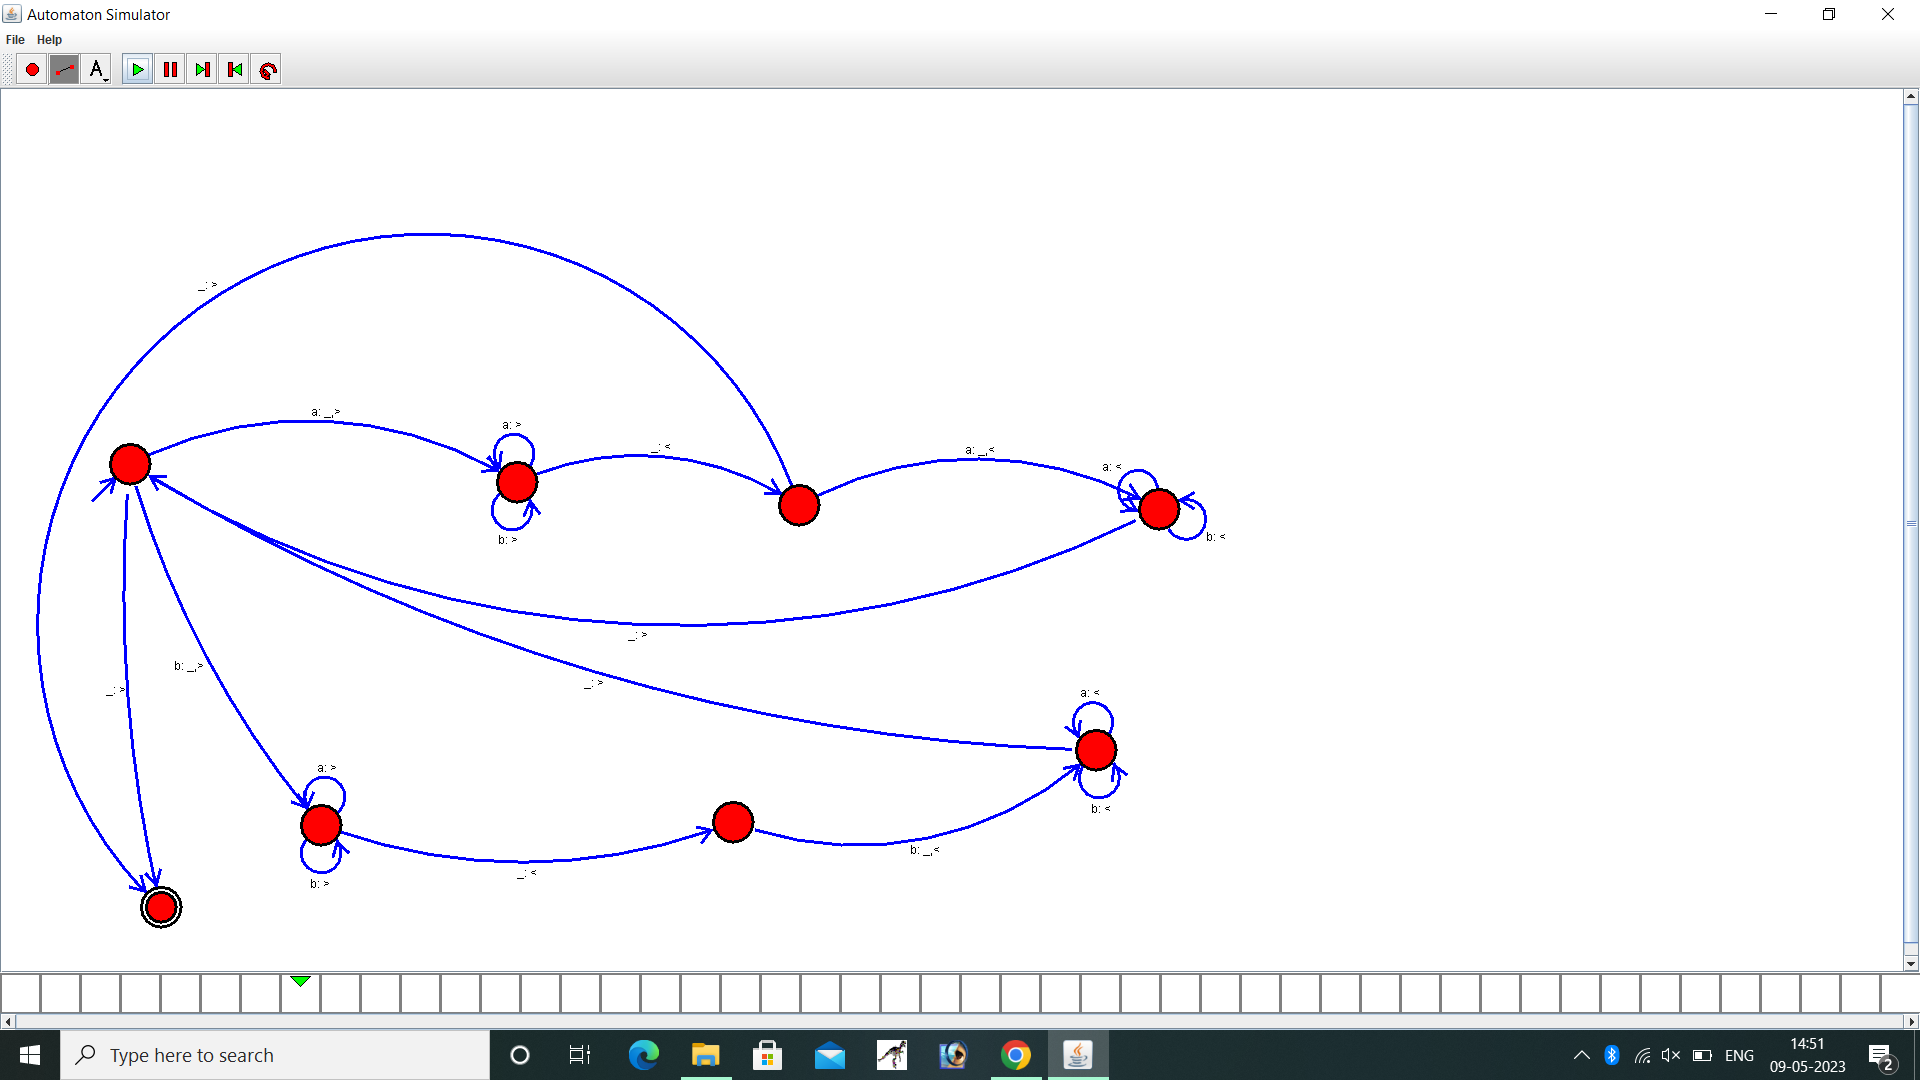 Automaton Simulator
File Help
A
_: >
a: _,>
a: >
_: <
a: _,<
a: <
b: >
b: <
_: >
b: _,>
_: >
_: >
a: <
a: >
b: <
b: _,<
_: <
b: >
Type here to search
ENG
14:51
09-05-2023
2